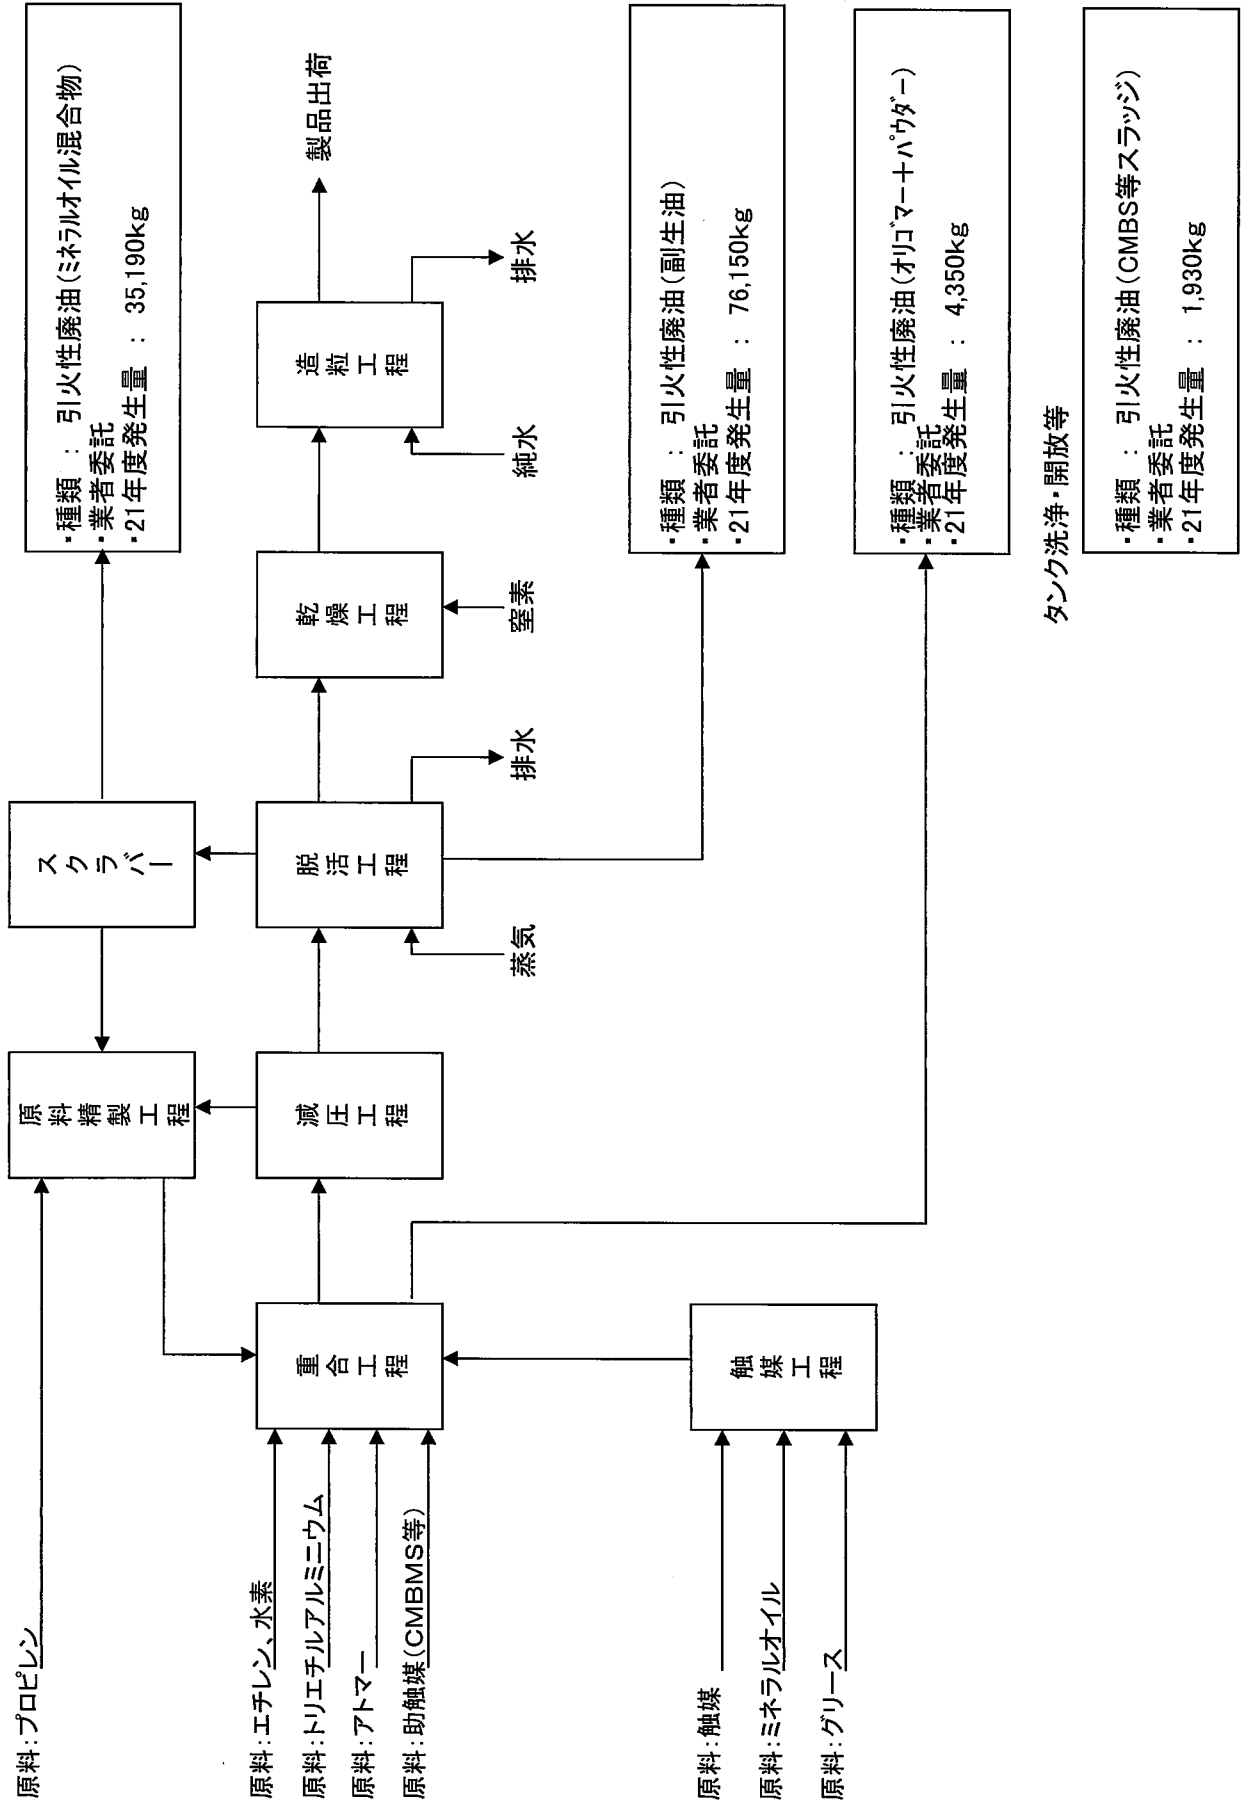 原料:プロピレン
原料精製工程
スクラバー
・種類 : 引火性廃油(ミネラルオイル混合物)
・業者委託
・21年度発生量 : 35,190kg
原料:エチレン、水素
原料:トリエチルアルミニウム
原料:アトマー
原料:助触媒(CMBMS等)
重合工程
減圧工程
脱活工程
乾燥工程
造粒工程
製品出荷
蒸気
排水
窒素
純水
排水
原料:触媒
原料:ミネラルオイル
原料:グリース
触媒工程
・種類 : 引火性廃油(副生油)
・業者委託
・21年度発生量 : 76,150kg
・種類 : 引火性廃油(オリゴマー+パウダー)
・業者委託
・21年度発生量 : 4,350kg
タンク洗浄・開放等
・種類 : 引火性廃油(CMBS等スラッジ)
・業者委託
・21年度発生量 : 1,930kg